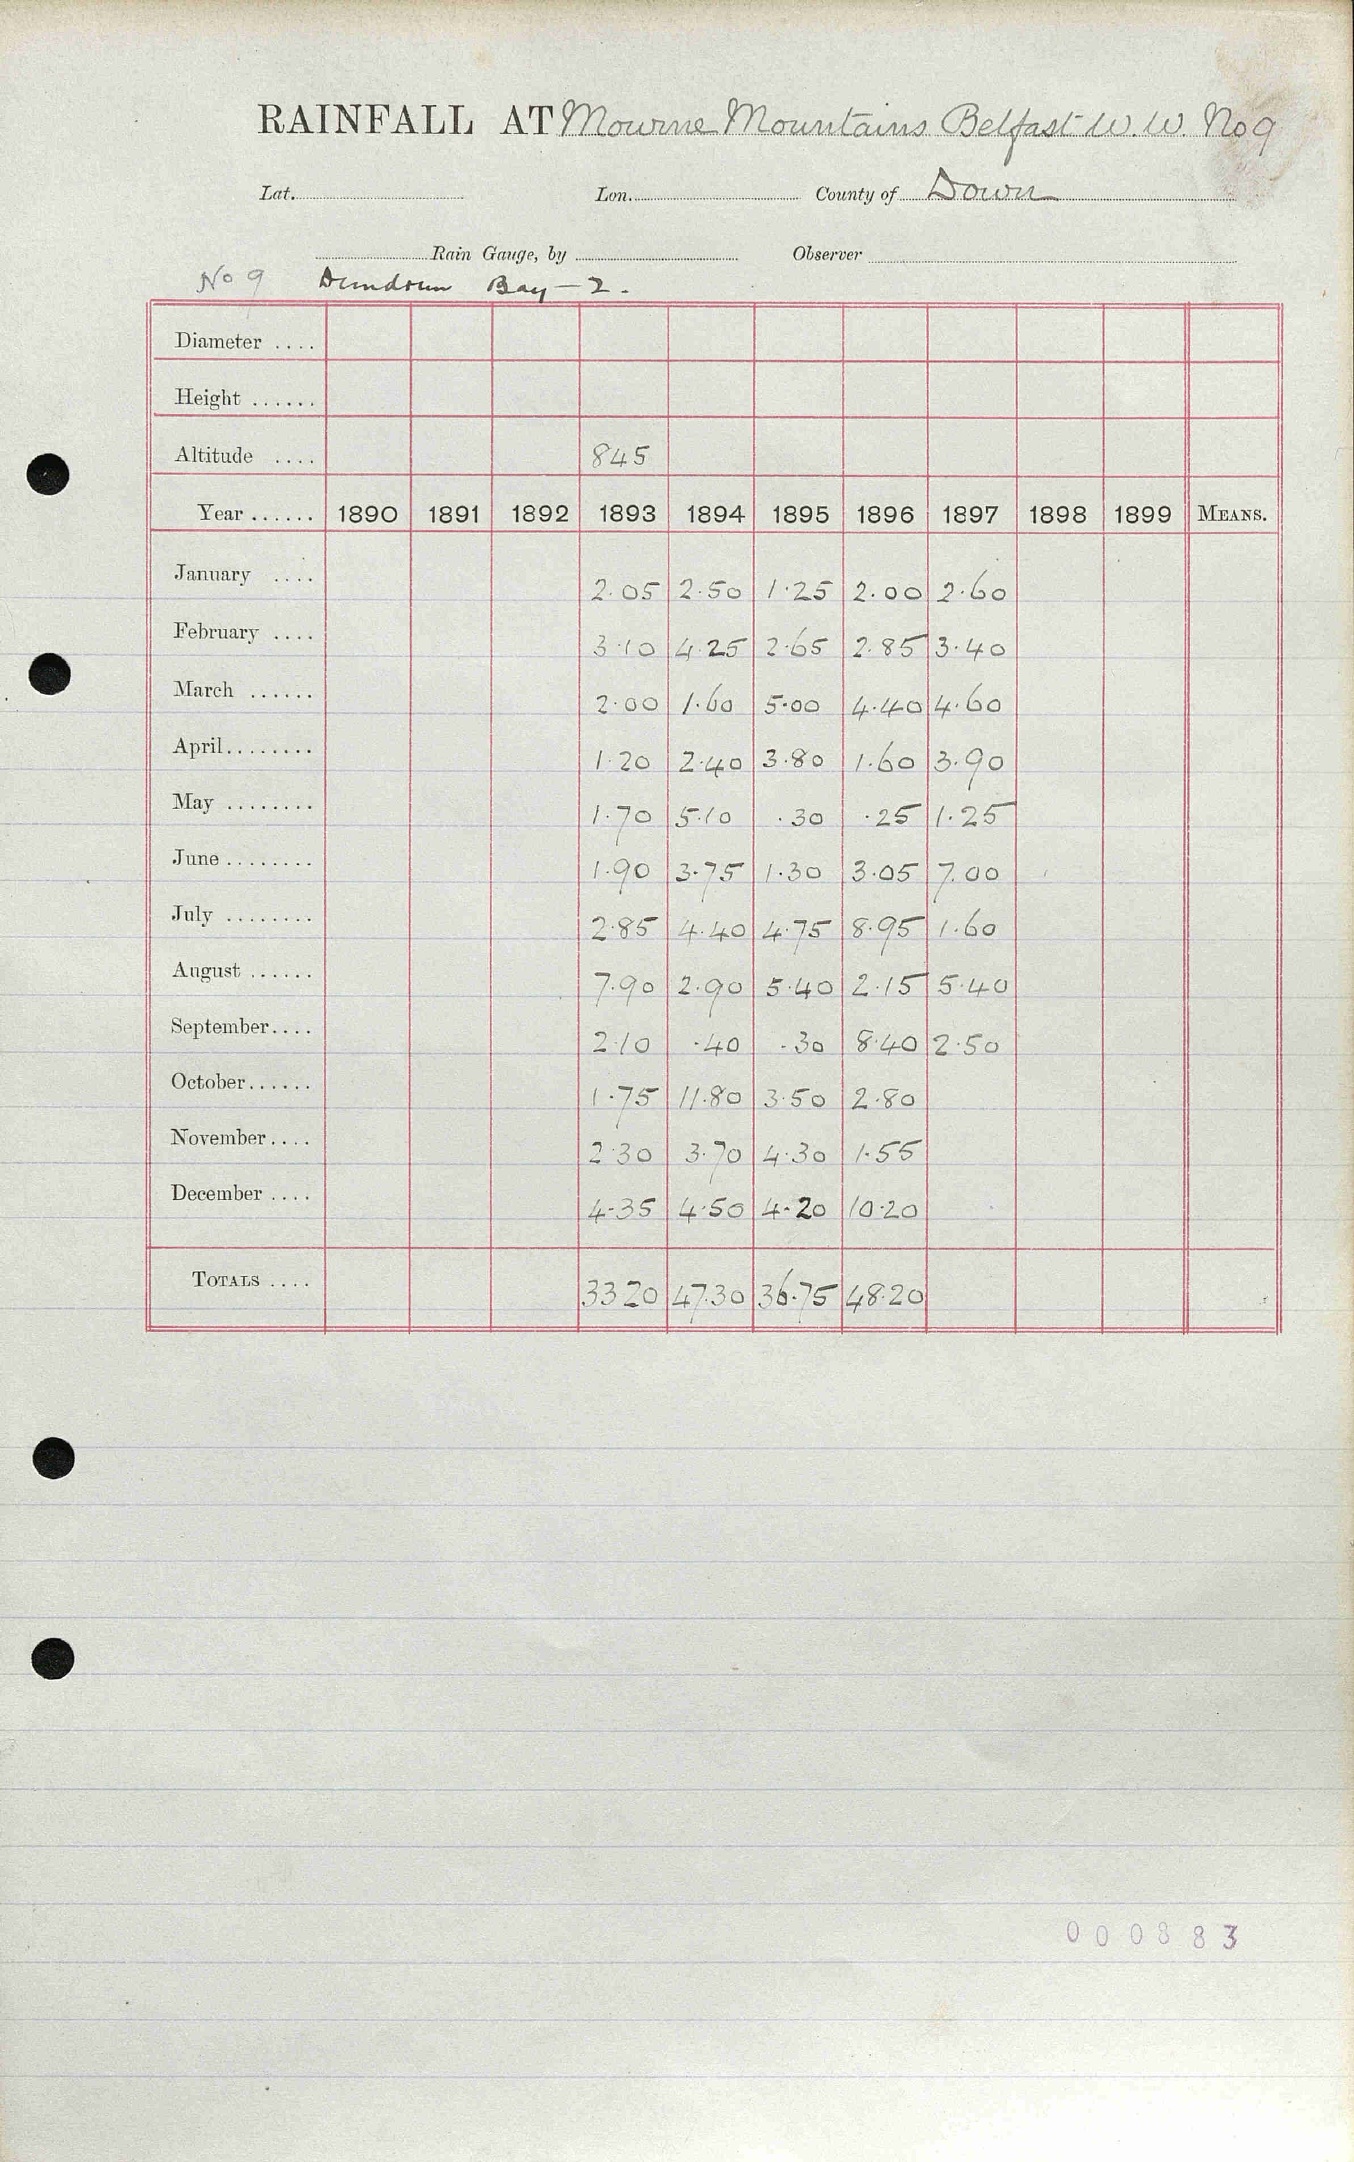 RAINFALL AT Mourne Mountains Belfast W.W. No 9
Lat. Lon. County of Down
Rain Gauge, by Observer
No 9 Dundrum Bay - 2.
Diameter ....
Height ......
Altitude .... 845
Year ...... 1890 1891 1892 1893 1894 1895 1896 1897 1898 1899 MEANS.
January .... 2.05 2.50 1.25 2.00 2.60
February .... 3.10 4.25 2.65 2.85 3.40
March ...... 2.00 1.60 5.00 4.40 4.60
April........ 1.20 2.40 3.80 1.60 3.90
May ........ 1.70 5.10 .30 .25 1.25
June ........ 1.90 3.75 1.30 3.05 7.00
July ........ 2.85 4.40 4.75 8.95 1.60
August ...... 7.90 2.90 5.40 2.15 5.40
September.... 2.10 .40 .30 8.40 2.50
October...... 1.75 11.80 3.50 2.80
November.... 2.30 3.70 4.30 1.55
December .... 4.35 4.50 4.20 10.20
TOTALS .... 33 20 47.30 36.75 48.20
000883